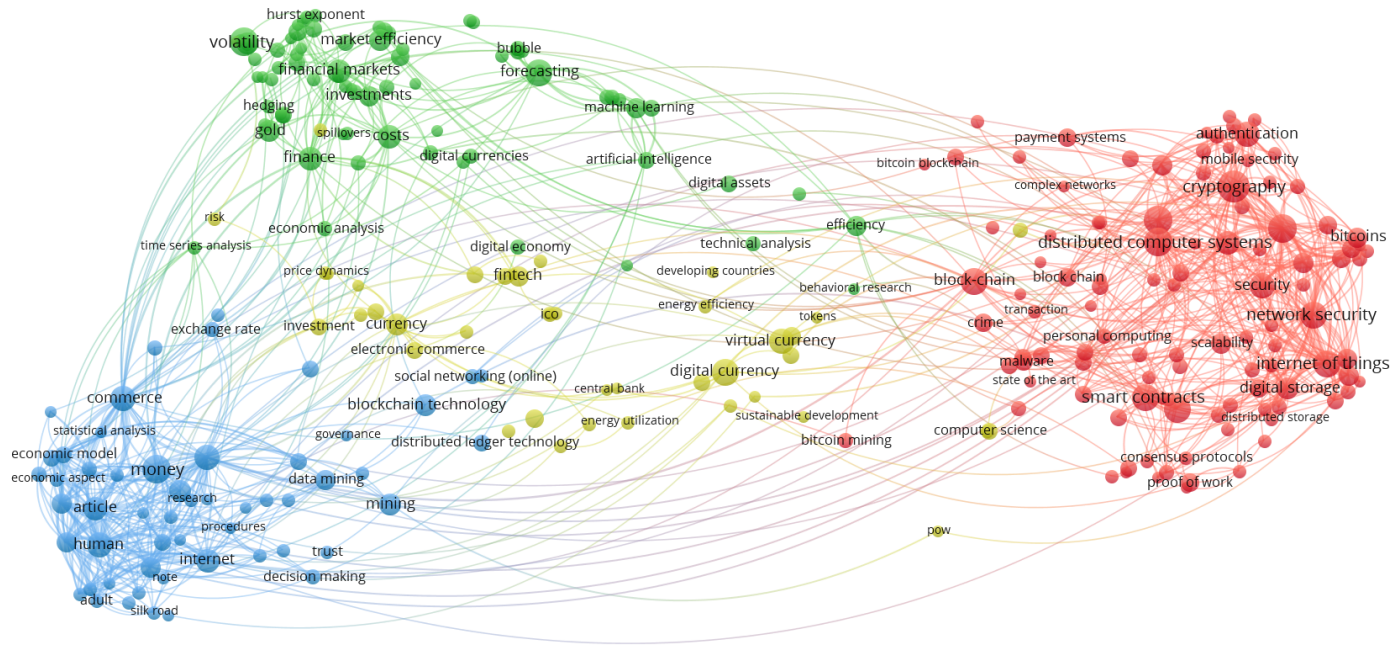 hurst exponent
volatility
market efficiency
bubble
financial markets
forecasting
investments
hedging
machine learning
gold
spillovers
costs
finance
digital currencies
artificial intelligence
digital assets
payment systems
authentication
bitcoin blockchain
mobile security
complex networks
cryptography
risk
economic analysis
efficiency
time series analysis
digital economy
technical analysis
distributed computer systems
bitcoins
price dynamics
fintech
developing countries
behavioral research
block-chain
block chain
security
energy efficiency
transaction
ico
tokens
network security
exchange rate
investment
currency
crime
virtual currency
personal computing
scalability
electronic commerce
malware
internet of things
social networking (online)
digital currency
state of the art
central bank
digital storage
commerce
blockchain technology
smart contracts
sustainable development
distributed storage
energy utilization
statistical analysis
governance
distributed ledger technology
bitcoin mining
computer science
economic model
consensus protocols
money
economic aspect
data mining
proof of work
research
article
mining
procedures
pow
human
internet
trust
note
decision making
adult
silk road